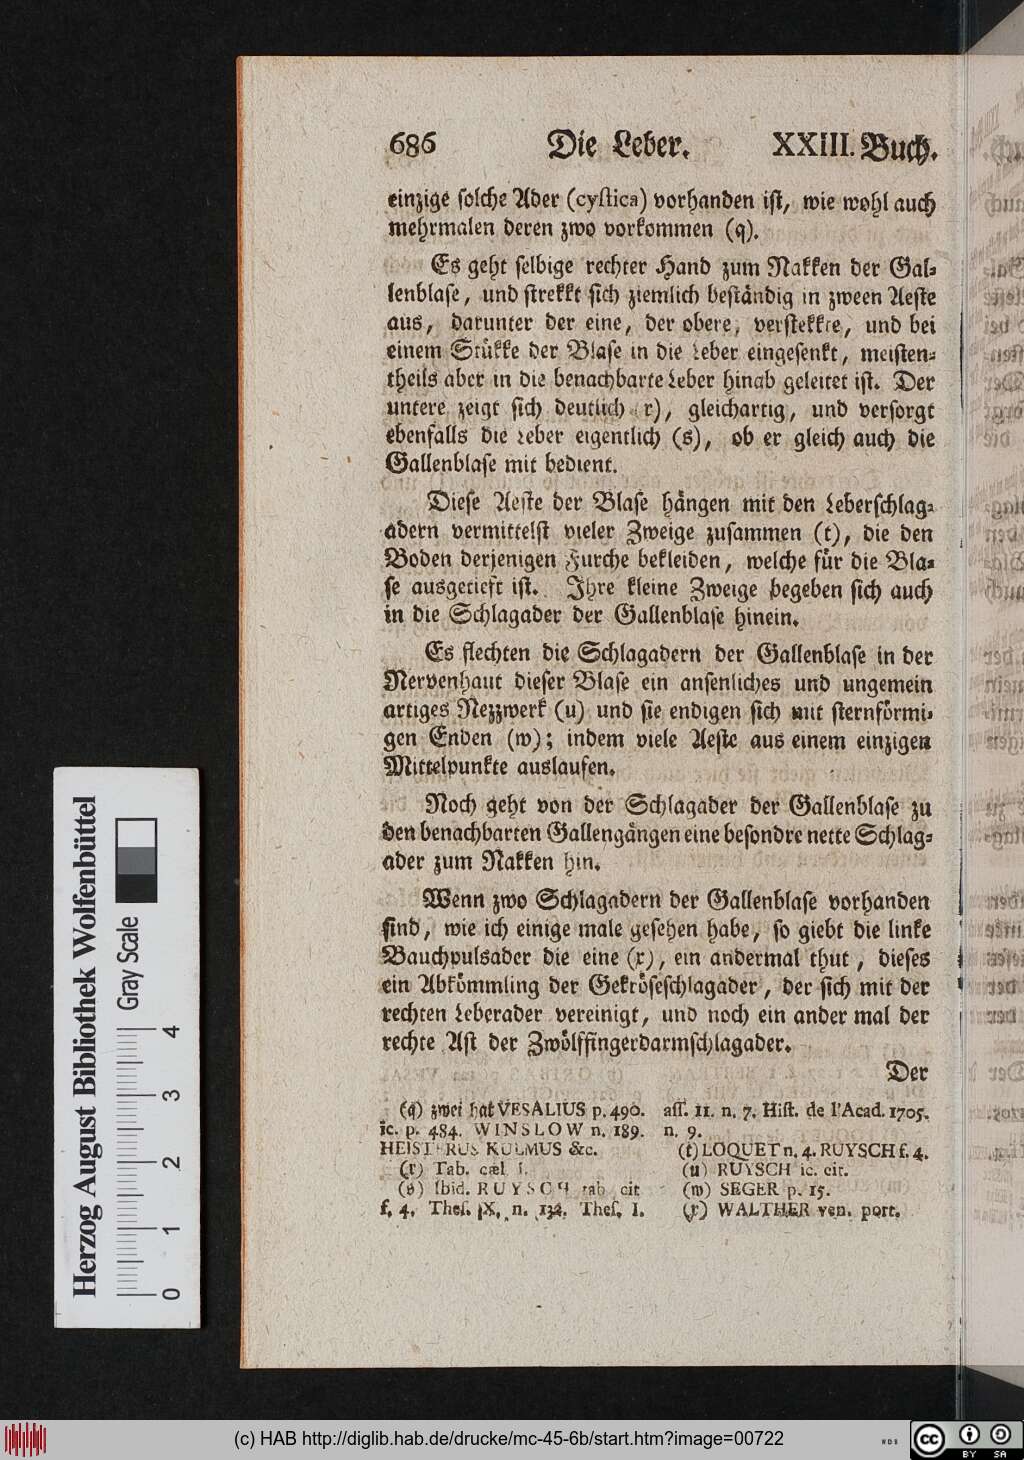 686 Die Leber. XXIII. Buch.
einzige ſolche Ader (cyſtica) vorhanden iſt, wie wohl auch
mehrmalen deren zwo vorkommen (q).
Es geht ſelbige rechter Hand zum Nakken der Gal-
lenblaſe, und ſtrekkt ſich ziemlich beſtändig in zween Aeſte
aus, darunter der eine, der obere, verſtekkte, und bei
einem Stükke der Blaſe in die Leber eingeſenkt, meiſten-
theils aber in die benachbarte Leber hinab geleitet iſt. Der
untere zeigt ſich deutlich (r), gleichartig, und verſorgt
ebenfalls die Leber eigentlich (s), ob er gleich auch die
Gallenblaſe mit bedient.
Dieſe Aeſte der Blaſe hängen mit den Leberſchlag-
adern vermittelſt vieler Zweige zuſammen (t), die den
Boden derjenigen Furche bekleiden, welche für die Bla-
ſe ausgetieft iſt. Ihre kleine Zweige begeben ſich auch
in die Schlagader der Gallenblaſe hinein.
Es flechten die Schlagadern der Gallenblaſe in der
Nervenhaut dieſer Blaſe ein anſenliches und ungemein
artiges Nezzwerk (u) und ſie endigen ſich mit ſternförmi-
gen Enden (w); indem viele Aeſte aus einem einzigen
Mittelpunkte auslaufen.
Noch geht von der Schlagader der Gallenblaſe zu
den benachbarten Gallengängen eine beſondre nette Schlag-
ader zum Nakken hin.
Wenn zwo Schlagadern der Gallenblaſe vorhanden
ſind, wie ich einige male geſehen habe, ſo giebt die linke
Bauchpulsader die eine (x), ein andermal thut, dieſes
ein Abkömmling der Gekröſeſchlagader, der ſich mit der
rechten Leberader vereinigt, und noch ein ander mal der
rechte Aſt der Zwölffingerdarmſchlagader.
Der
(q) zwei hat VESALIUS p. 490.
ic. p. 484. WINSLOW n. 189.
HEISTERUS KULMUS &c.
(r) Tab. cæl I.
(s) Ibid. RUYSCH tab. cit
f. 4. Theſ. IX. n. 132. Theſ. I.
aſſ. 11. n. 7. Hiſt. de l'Acad. 1705.
n. 9.
(t) LOQUET n. 4. RUYSCH f. 4.
(u) RUYSCH ic. cit.
(w) SEGER p. 15.
(x) WALTHER ven. port.
Herzog August Bibliothek Wolfenbüttel
Gray Scale
0 1 2 3 4
(c) HAB http://diglib.hab.de/drucke/mc-45-6b/start.htm?image=00722
cc BY SA